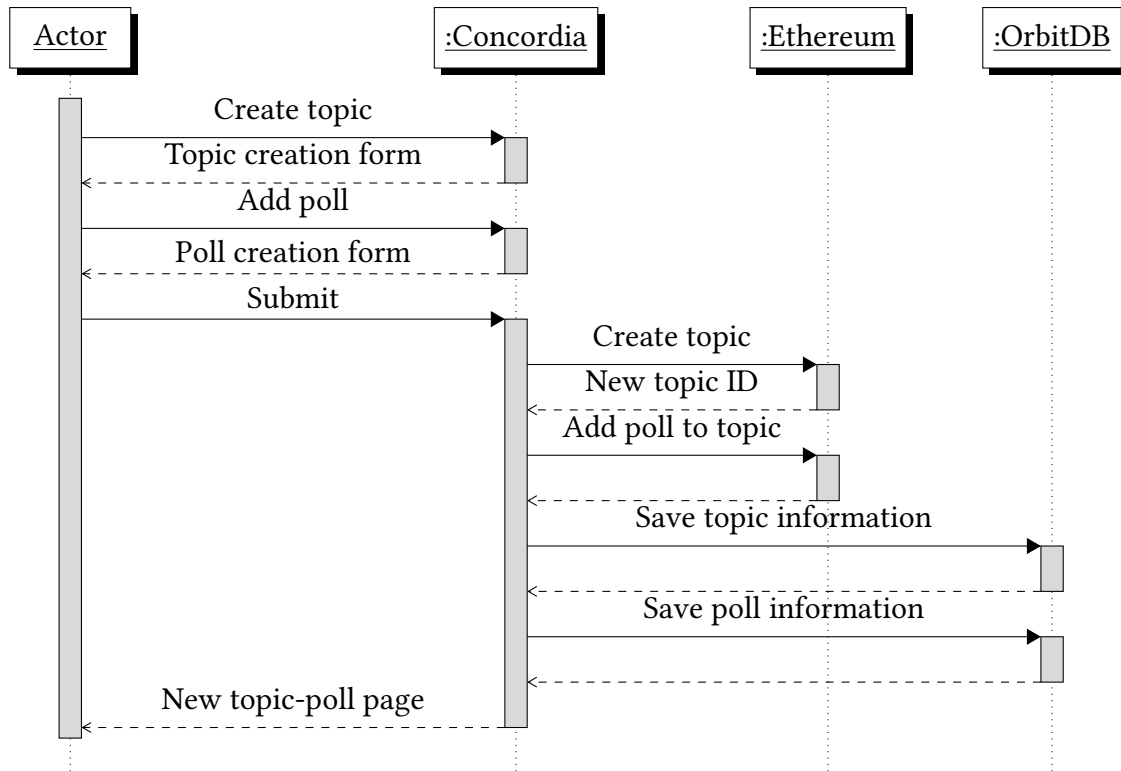 Actor
:Concordia
:Ethereum
:OrbitDB
Create topic
Topic creation form
Add poll
Poll creation form
Submit
Create topic
New topic ID
Add poll to topic
Save topic information
Save poll information
New topic-poll page